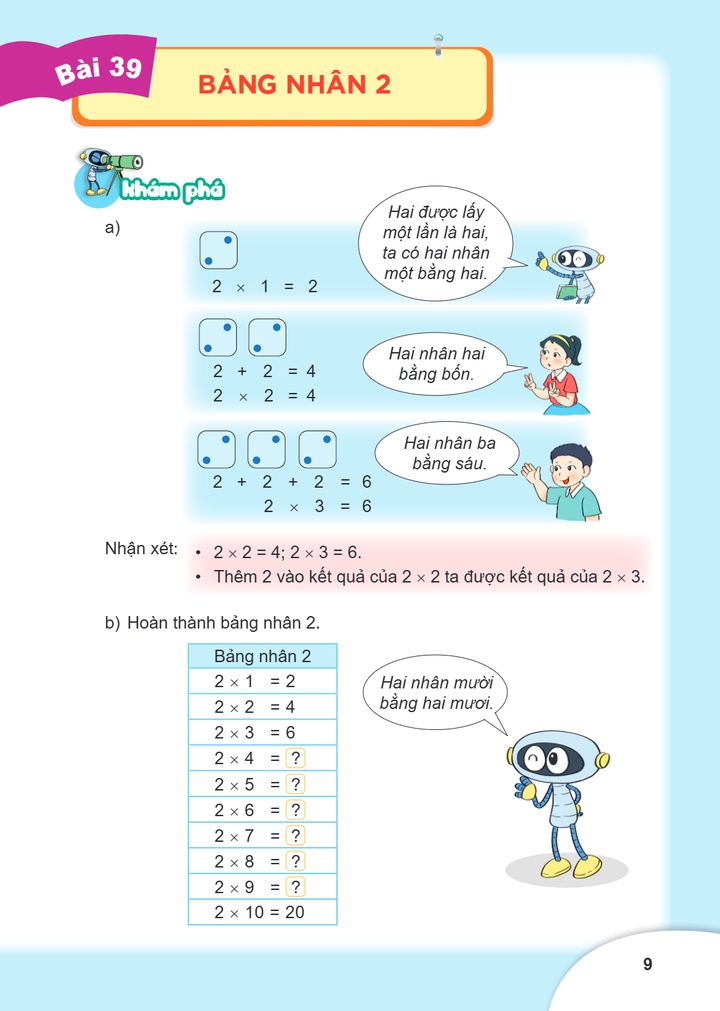 Bài 39
BẢNG NHÂN 2
khám phá
a)
Hai được lấy
một lần là hai,
ta có hai nhân
một bằng hai.
2 × 1 = 2
2 + 2 = 4
2 × 2 = 4
Hai nhân hai
bằng bốn.
2 + 2 + 2 = 6
2 × 3 = 6
Hai nhân ba
bằng sáu.
Nhận xét: • 2 × 2 = 4; 2 × 3 = 6.
• Thêm 2 vào kết quả của 2 × 2 ta được kết quả của 2 × 3.
b) Hoàn thành bảng nhân 2.
Bảng nhân 2
2 × 1 = 2
2 × 2 = 4
2 × 3 = 6
2 × 4 = ?
2 × 5 = ?
2 × 6 = ?
2 × 7 = ?
2 × 8 = ?
2 × 9 = ?
2 × 10 = 20
Hai nhân mười
bằng hai mươi.
9